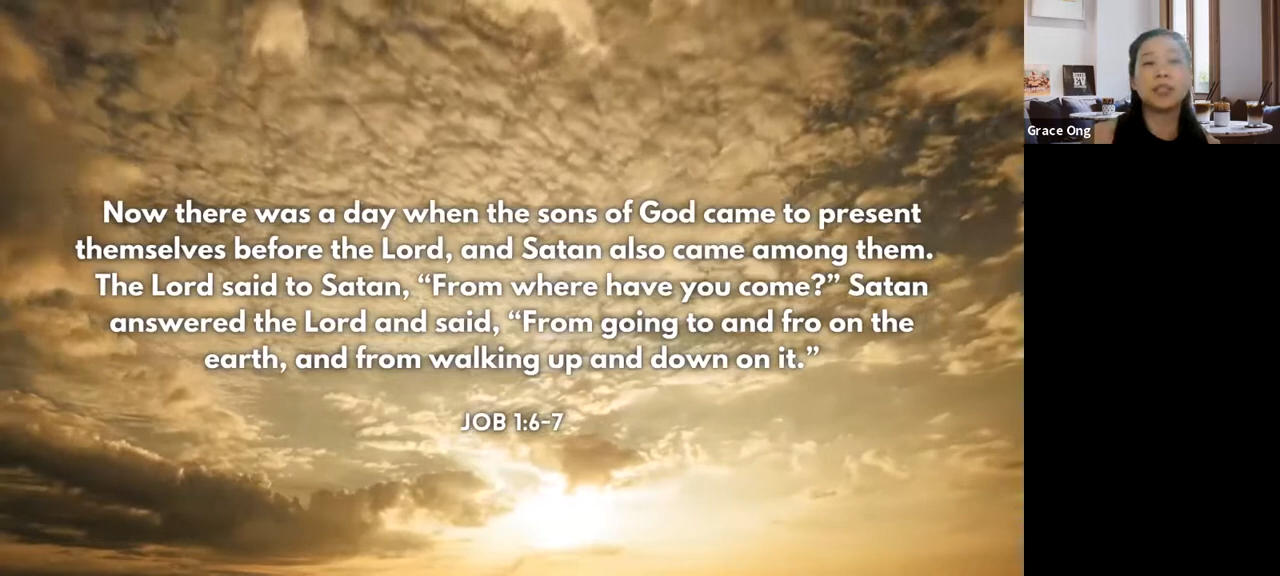 Now there was a day when the sons of God came to present
themselves before the Lord, and Satan also came among them.
The Lord said to Satan, “From where have you come?” Satan
answered the Lord and said, “From going to and fro on the
earth, and from walking up and down on it.”
JOB 1:6-7
Grace Ong